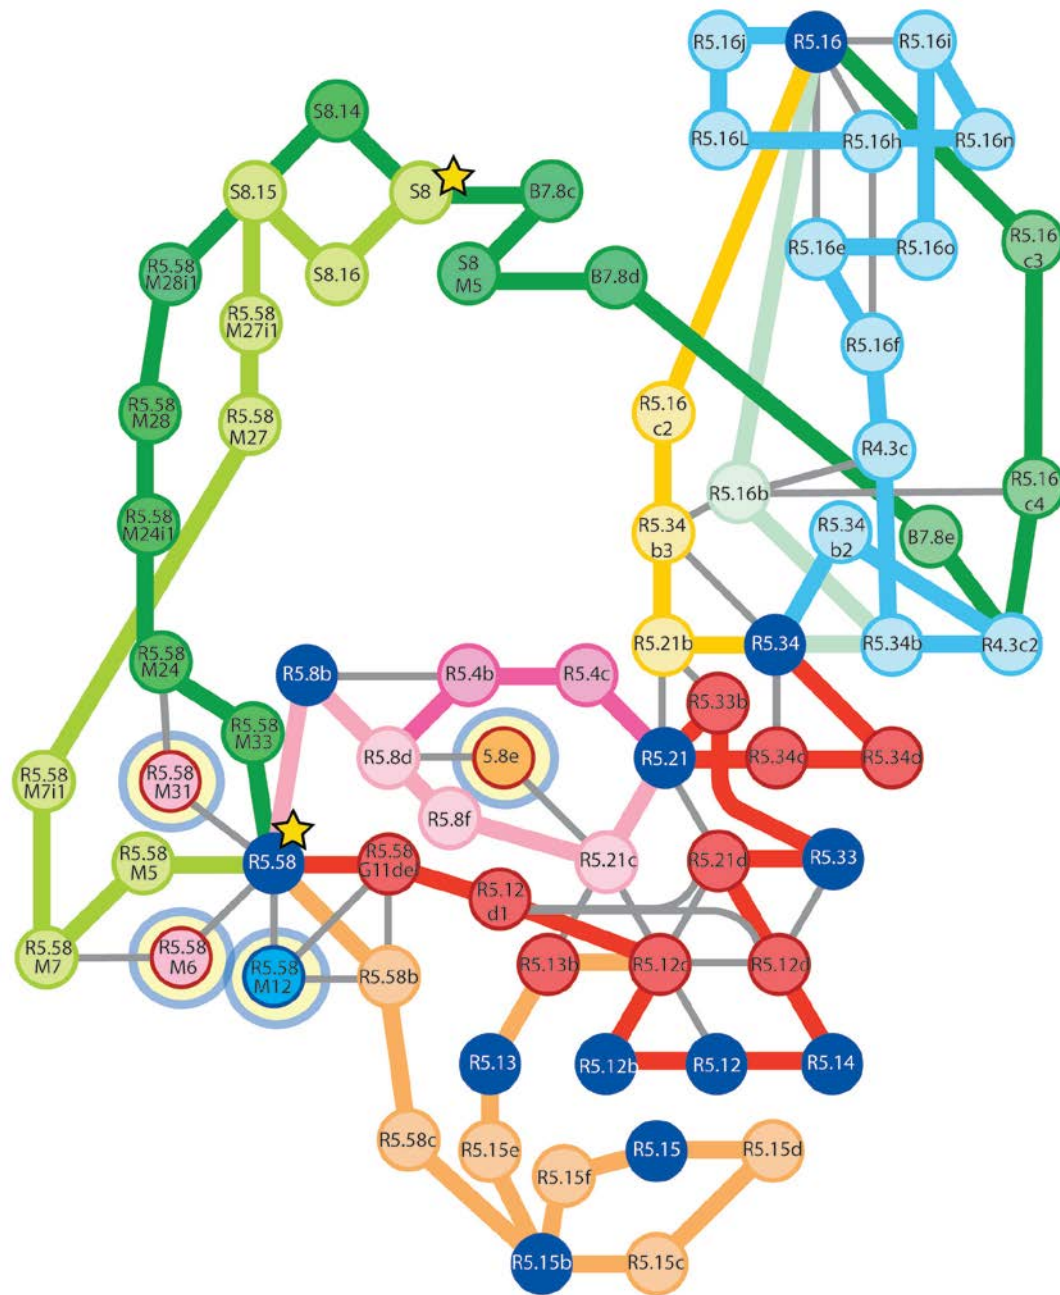 R5.16j
R5.16
R5.16i
S8.14
R5.16L
R5.16h
R5.16n
S8.15
S8
B7.8c
R5.58
M28i1
S8.16
S8
M5
B7.8d
R5.16e
R5.16o
R5.16
c3
R5.58
M27i1
R5.16f
R5.58
M28
R5.58
M27
R5.16
c2
R4.3c
R5.16b
R5.16
c4
R5.58
M24i1
R5.34
b3
R5.34
b2
B7.8e
R5.58
M24
R5.8b
R5.4b
R5.4c
R5.21b
R5.34
R5.34b
R4.3c2
R5.33b
R5.58
M33
R5.58
M7i1
R5.58
M31
R5.8d
5.8e
R5.21
R5.34c
R5.34d
R5.8f
R5.58
M5
R5.58
R5.58
G11de
R5.21c
R5.21d
R5.33
R5.12
d1
R5.58
M7
R5.58
M6
R5.58
M12
R5.58b
R5.13b
R5.12c
R5.12d
R5.13
R5.12b
R5.12
R5.14
R5.58c
R5.15e
R5.15f
R5.15
R5.15d
R5.15b
R5.15c